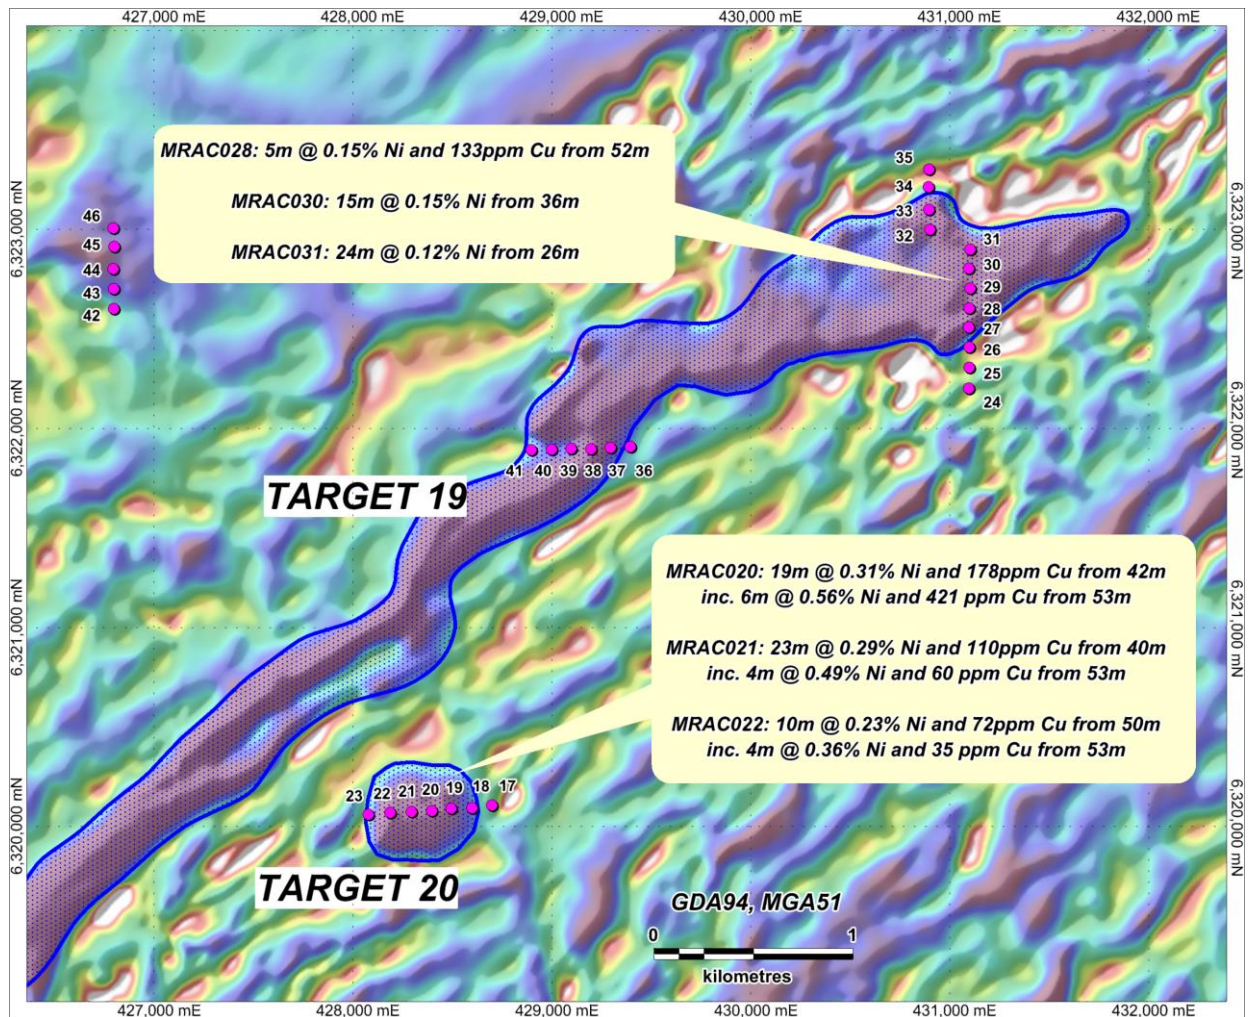 427,000 mE 428,000 mE 429,000 mE 430,000 mE 431,000 mE 432,000 mE
MRAC028: 5m @ 0.15% Ni and 133ppm Cu from 52m
MRAC030: 15m @ 0.15% Ni from 36m
MRAC031: 24m @ 0.12% Ni from 26m
35
34
33
32
31
30
29
28
27
26
25
24
46
45
44
43
42
6,323,000 mN
6,323,000 mN
6,322,000 mN
6,322,000 mN
41 40 39 38 37 36
TARGET 19
MRAC020: 19m @ 0.31% Ni and 178ppm Cu from 42m
inc. 6m @ 0.56% Ni and 421 ppm Cu from 53m
MRAC021: 23m @ 0.29% Ni and 110ppm Cu from 40m
inc. 4m @ 0.49% Ni and 60 ppm Cu from 53m
MRAC022: 10m @ 0.23% Ni and 72ppm Cu from 50m
inc. 4m @ 0.36% Ni and 35 ppm Cu from 53m
6,321,000 mN
6,321,000 mN
23 22 21 20 19 18 17
6,320,000 mN
6,320,000 mN
TARGET 20
GDA94, MGA51
0 1
kilometres
427,000 mE 428,000 mE 429,000 mE 430,000 mE 431,000 mE 432,000 mE